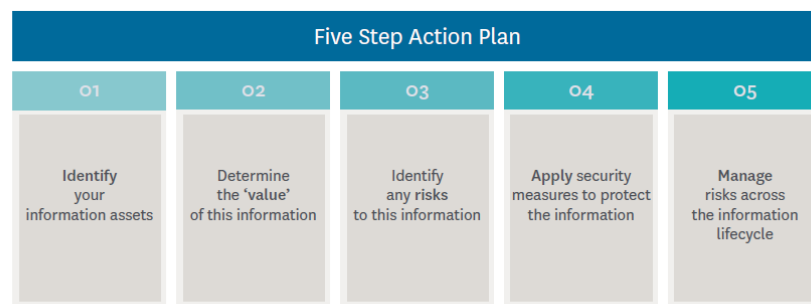 Five Step Action Plan
01
02
03
04
05
Identify
your
information assets
Determine
the ‘value’
of this information
Identify
any risks
to this information
Apply security
measures to protect
the information
Manage
risks across
the information
lifecycle